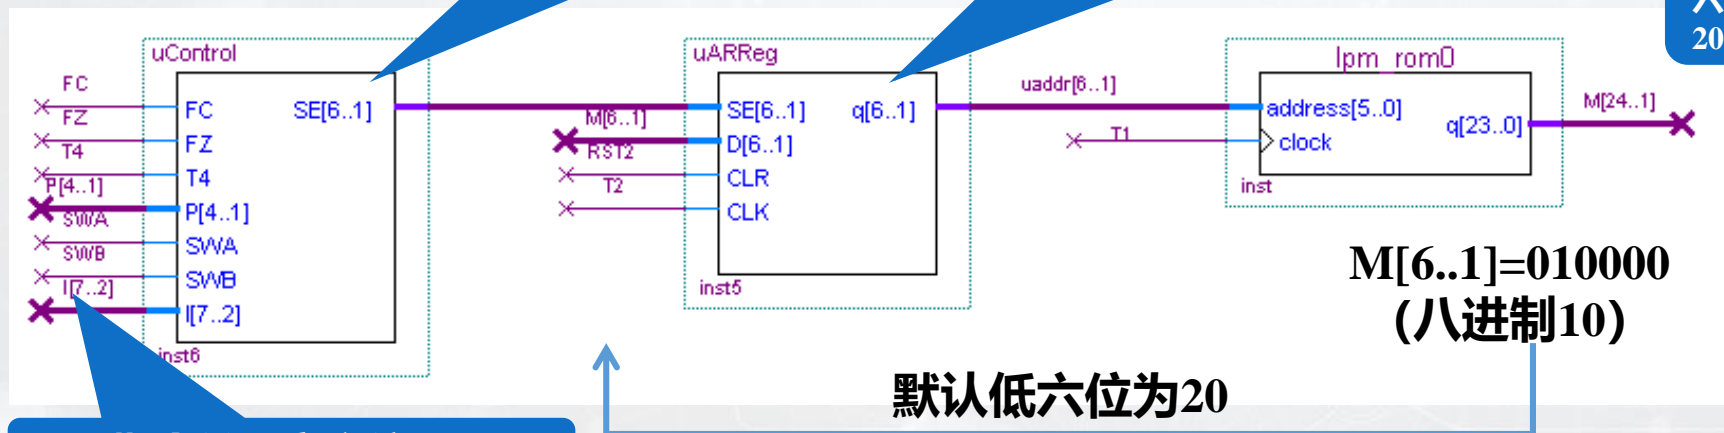 六
20
uControl
FC
FZ
T4
P[4..1]
SWA
SWB
I[7..2]
FC
FZ
T4
P[4..1]
SWA
SWB
I[7..2]
SE[6..1]
inst6
uARReg
M[6..1]
RST2
T2
SE[6..1]
D[6..1]
CLR
CLK
q[6..1]
inst5
uaddr[6..1]
T1
lpm_rom0
address[5..0]
clock
q[23..0]
inst
M[24..1]
M[6..1]=010000
(八进制10)
默认低六位为20